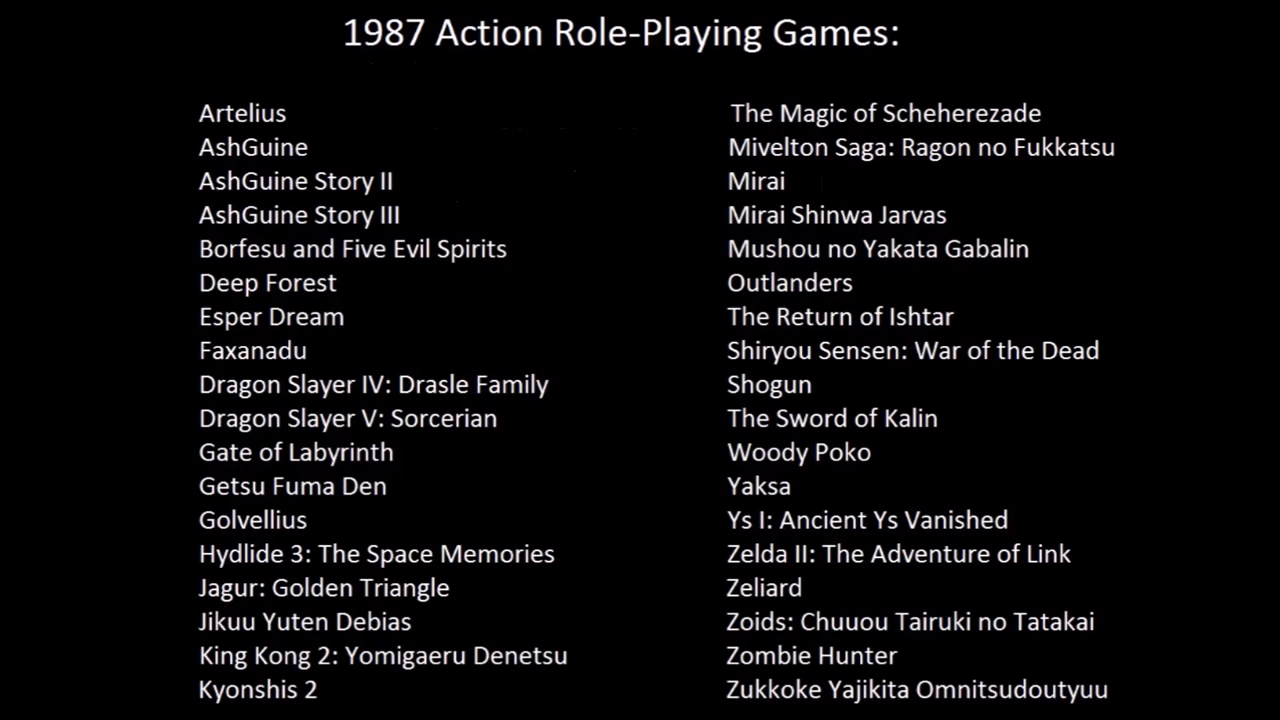 1987 Action Role-Playing Games:
Artelius
AshGuine
AshGuine Story II
AshGuine Story III
Borfesu and Five Evil Spirits
Deep Forest
Esper Dream
Faxanadu
Dragon Slayer IV: Drasle Family
Dragon Slayer V: Sorcerian
Gate of Labyrinth
Getsu Fuma Den
Golvellius
Hydlide 3: The Space Memories
Jagur: Golden Triangle
Jikuu Yuten Debias
King Kong 2: Yomigaeru Denetsu
Kyonshis 2
The Magic of Scheherezade
Mivelton Saga: Ragon no Fukkatsu
Mirai
Mirai Shinwa Jarvas
Mushou no Yakata Gabalin
Outlanders
The Return of Ishtar
Shiryou Sensen: War of the Dead
Shogun
The Sword of Kalin
Woody Poko
Yaksa
Ys I: Ancient Ys Vanished
Zelda II: The Adventure of Link
Zeliard
Zoids: Chuuou Tairuki no Tatakai
Zombie Hunter
Zukkoke Yajikita Omnitsudoutyuu